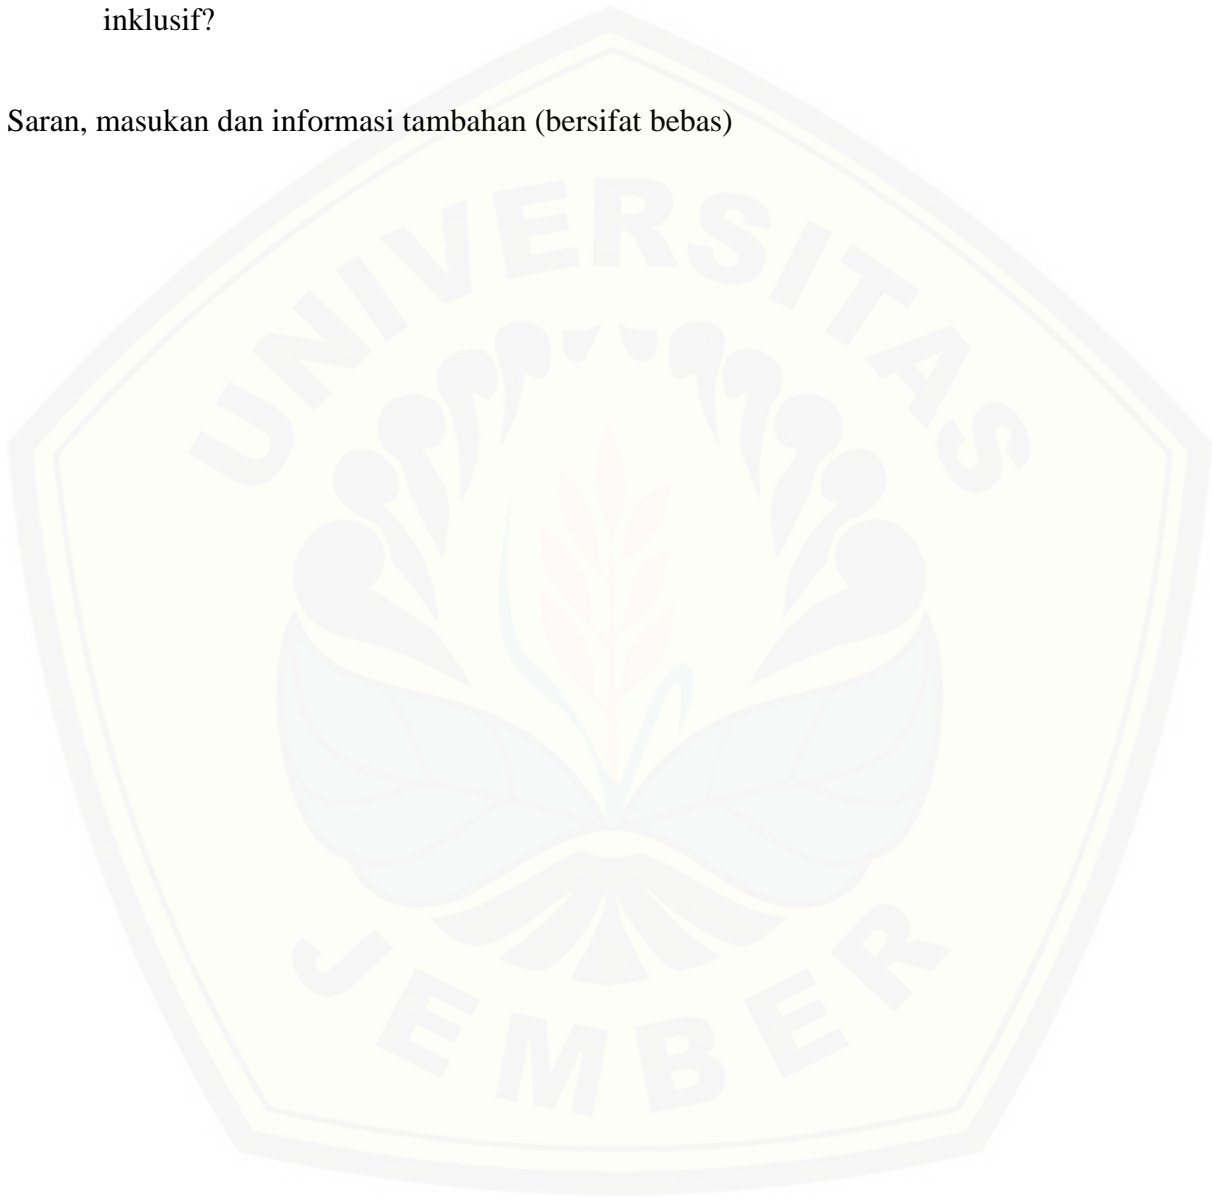 inklusif?
Saran, masukan dan informasi tambahan (bersifat bebas)
UNIVERSITAS
JEMBER